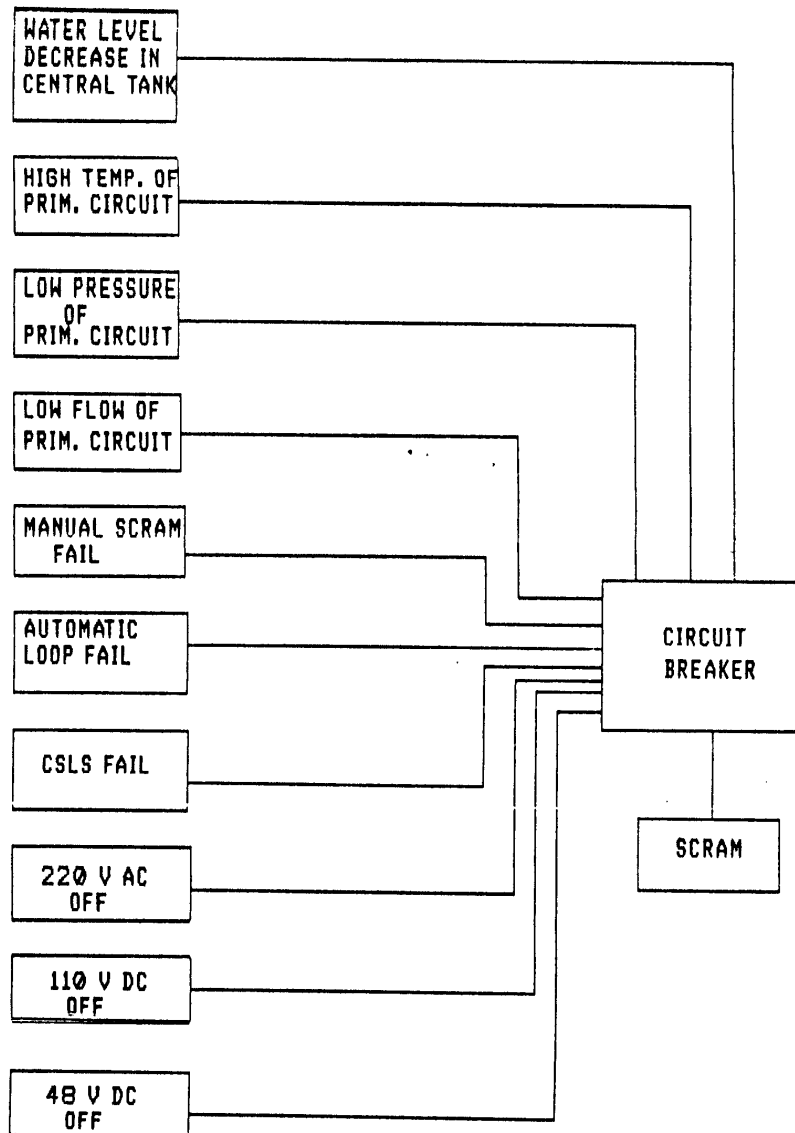 WATER LEVEL
DECREASE IN
CENTRAL TANK
HIGH TEMP. OF
PRIM. CIRCUIT
LOW PRESSURE
OF
PRIM. CIRCUIT
LOW FLOW OF
PRIM. CIRCUIT
MANUAL SCRAM
FAIL
AUTOMATIC
LOOP FAIL
CSLS FAIL
220 V AC
OFF
110 V DC
OFF
48 V DC
OFF
CIRCUIT
BREAKER
SCRAM